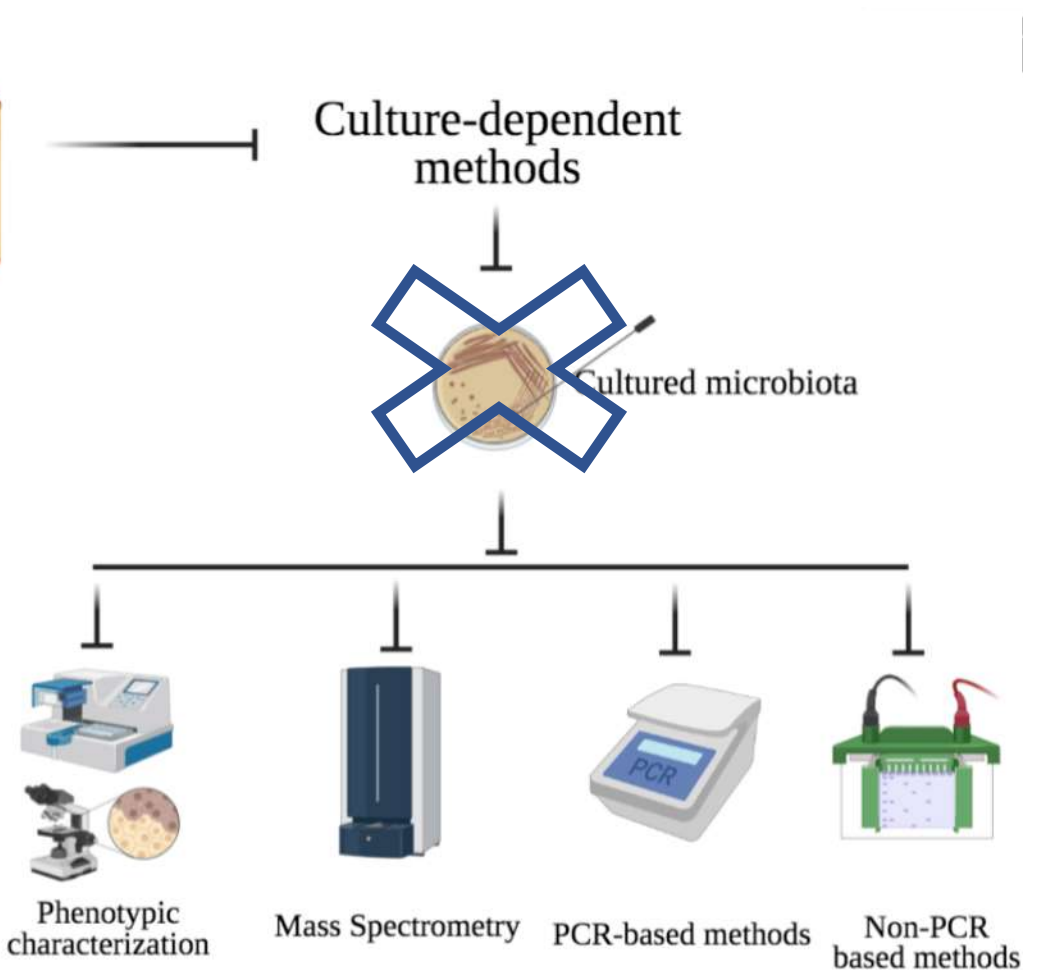 Culture-dependent
methods
Cultured microbiota
PCR
Phenotypic
characterization
Mass Spectrometry
PCR-based methods
Non-PCR
based methods